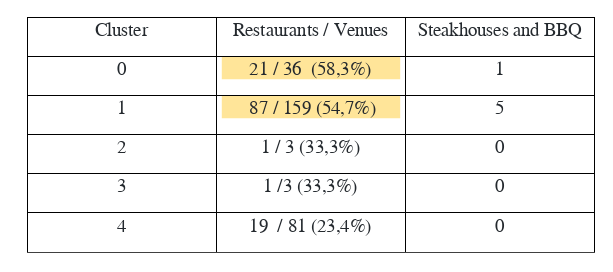 Cluster Restaurants / Venues Steakhouses and BBQ
0 21 / 36 (58,3%) 1
1 87 / 159 (54,7%) 5
2 1 / 3 (33,3%) 0
3 1 /3 (33,3%) 0
4 19 / 81 (23,4%) 0